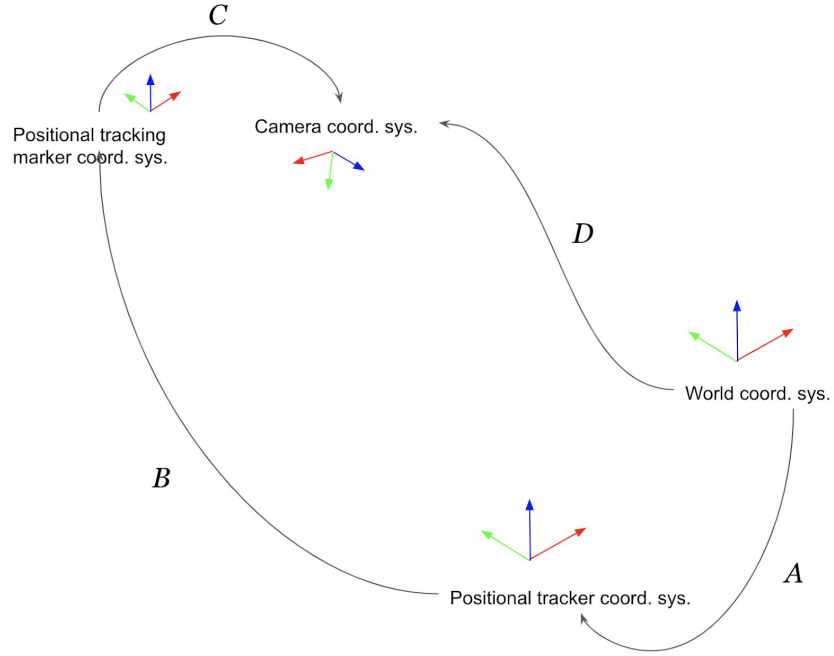 C
Positional tracking
marker coord. sys.
Camera coord. sys.
D
World coord. sys.
B
A
Positional tracker coord. sys.